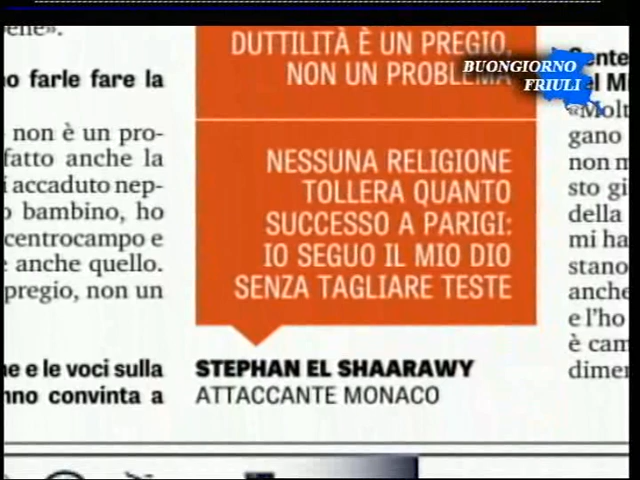 DUTTILITÀ È UN PREGIO,
NON UN PROBLEMA
BUONGIORNO
FRIULI
o farle fare la
non è un pro-
fatto anche la
i accaduto nep-
o bambino, ho
centrocampo e
e anche quello.
pregio, non un
e e le voci sulla
nno convinta a
NESSUNA RELIGIONE
TOLLERA QUANTO
SUCCESSO A PARIGI:
IO SEGUO IL MIO DIO
SENZA TAGLIARE TESTE
STEPHAN EL SHAARAWY
ATTACCANTE MONACO
«Molt
gano
non m
sto gi
della
mi ha
stano
anche
e l'ho
è cam
dimer